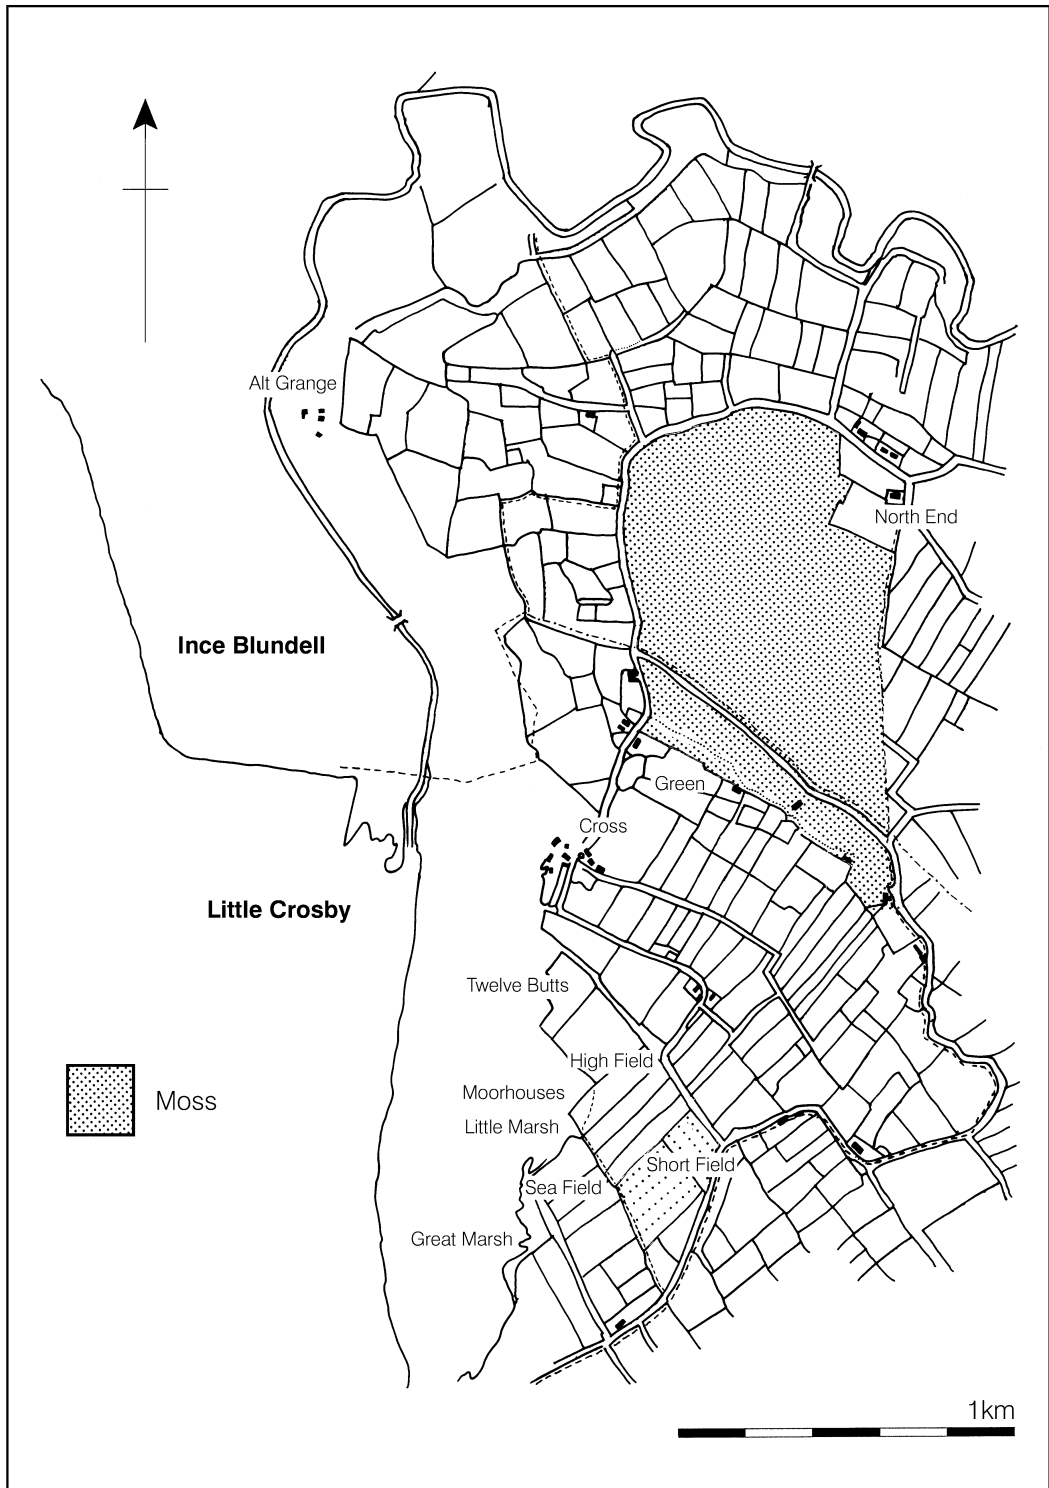 Alt Grange
North End
Ince Blundell
Green
Cross
Little Crosby
Twelve Butts
High Field
Moorhouses
Moss
Little Marsh
Short Field
Sea Field
Great Marsh
1km